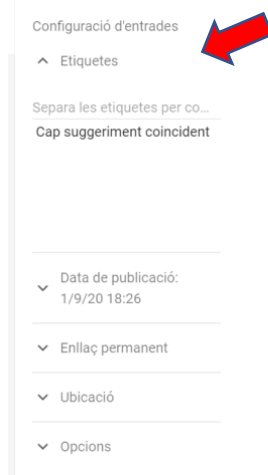 Configuració d'entrades
Etiquetes
Separa les etiquetes per co...
Cap suggeriment coincident
Data de publicació:
1/9/20 18:26
Enllaç permanent
Ubicació
Opcions